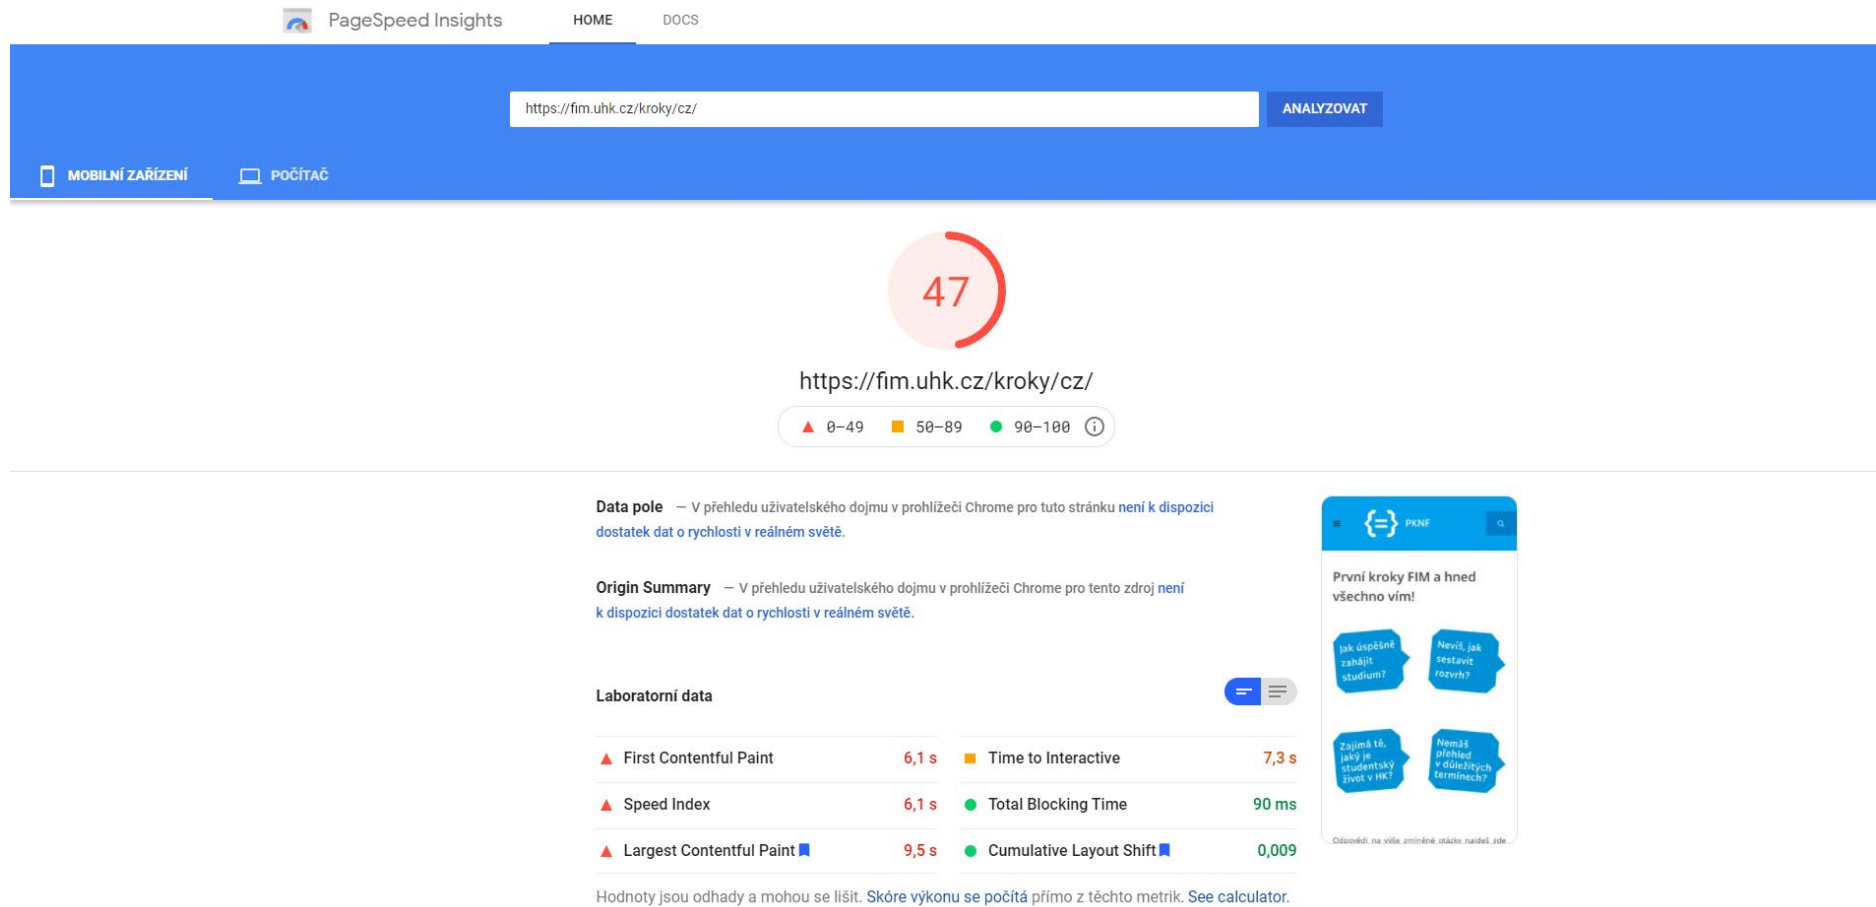 PageSpeed Insights
HOME
DOCS
https://fim.uhk.cz/kroky/cz/
ANALYZOVAT
MOBILNÍ ZAŘÍZENÍ
POČÍTAČ
47
https://fim.uhk.cz/kroky/cz/
0–49
50–89
90–100
Data pole — V přehledu uživatelského dojmu v prohlížeči Chrome pro tuto stránku není k dispozici
dostatek dat o rychlosti v reálném světě.
Origin Summary — V přehledu uživatelského dojmu v prohlížeči Chrome pro tento zdroj není
k dispozici dostatek dat o rychlosti v reálném světě.
Laboratorní data
First Contentful Paint 6,1 s
Time to Interactive 7,3 s
Speed Index 6,1 s
Total Blocking Time 90 ms
Largest Contentful Paint 9,5 s
Cumulative Layout Shift 0,009
Hodnoty jsou odhady a mohou se lišit. Skóre výkonu se počítá přímo z těchto metrik. See calculator.
{=} PKNF
První kroky FIM a hned
všechno vím!
Jak úspěšně
zahájit
studium?
Nevíš, jak
sestavit
rozvrh?
Zajímá tě,
jaký je
studentský
život v HK?
Nemáš
přehled
v důležitých
termínech?
Odpovědi na výše zmíněné otázky najdeš zde